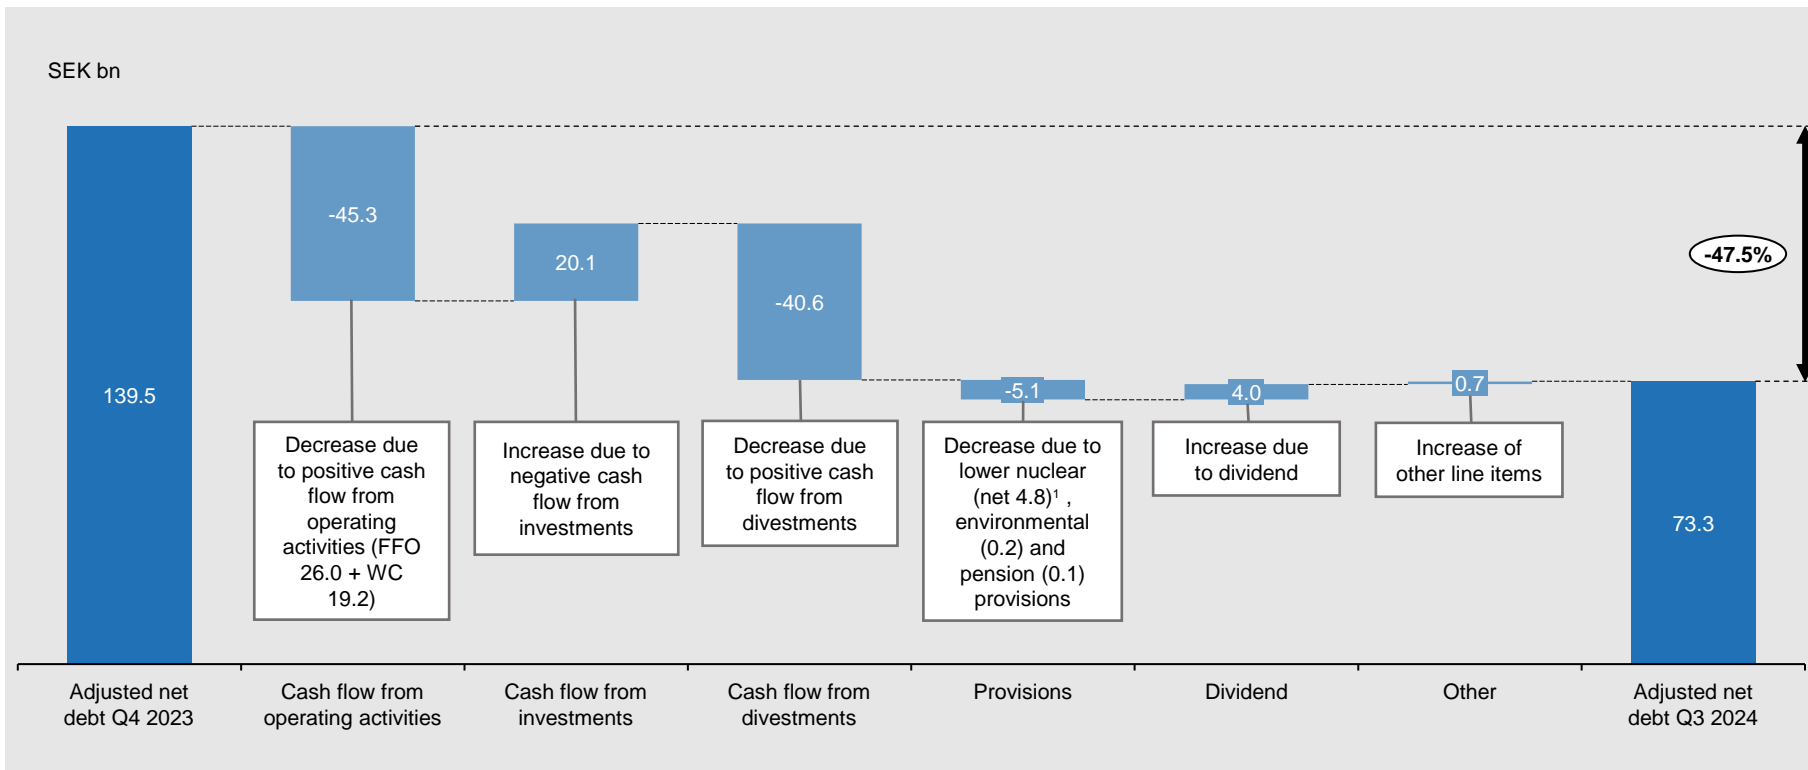 SEK bn
139.5
-45.3
20.1
-40.6
-5.1
4.0
0.7
73.3
-47.5%
Decrease due
to positive cash
flow from
operating
activities (FFO
26.0 + WC
19.2)
Increase due to
negative cash
flow from
investments
Decrease due
to positive cash
flow from
divestments
Decrease due to
lower nuclear
(net 4.8)¹ ,
environmental
(0.2) and
pension (0.1)
provisions
Increase due
to dividend
Increase of
other line items
Adjusted net
debt Q4 2023
Cash flow from
operating activities
Cash flow from
investments
Cash flow from
divestments
Provisions
Dividend
Other
Adjusted net
debt Q3 2024